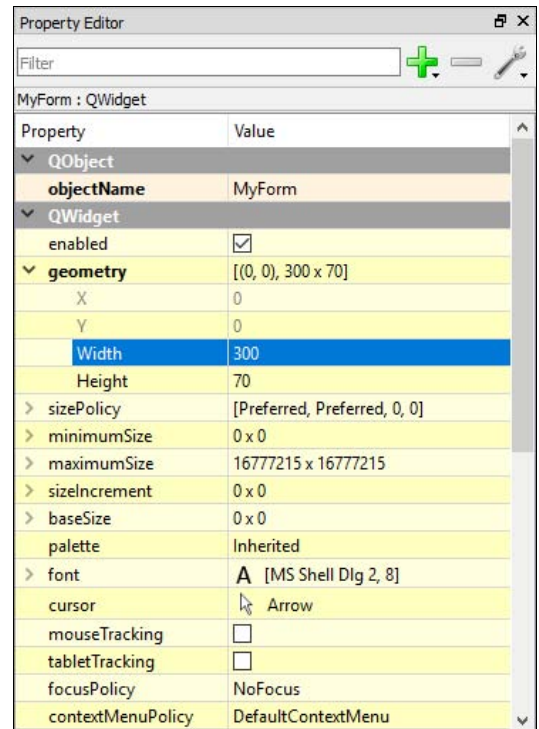 Property Editor
Filter
MyForm : QWidget
Property Value
QObject
objectName MyForm
QWidget
enabled
geometry [(0, 0), 300 x 70]
X 0
Y 0
Width 300
Height 70
sizePolicy [Preferred, Preferred, 0, 0]
minimumSize 0 x 0
maximumSize 16777215 x 16777215
sizeIncrement 0 x 0
baseSize 0 x 0
palette Inherited
font A [MS Shell Dlg 2, 8]
cursor Arrow
mouseTracking
tabletTracking
focusPolicy NoFocus
contextMenuPolicy DefaultContextMenu